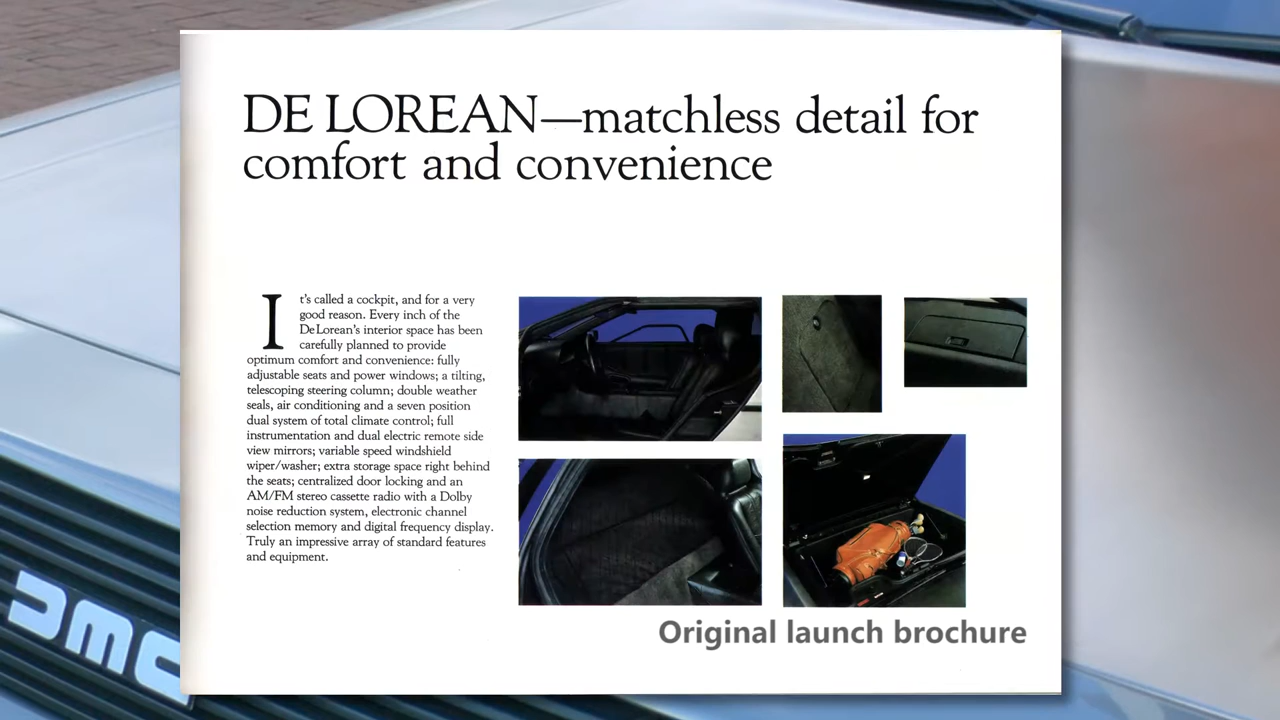 DE LOREAN—matchless detail for
comfort and convenience
It's called a cockpit, and for a very
good reason. Every inch of the
DeLorean's interior space has been
carefully planned to provide
optimum comfort and convenience: fully
adjustable seats and power windows; a tilting,
telescoping steering column; double weather
seals, air conditioning and a seven position
dual system of total climate control; full
instrumentation and dual electric remote side
view mirrors; variable speed windshield
wiper/washer; extra storage space right behind
the seats; centralized door locking and an
AM/FM stereo cassette radio with a Dolby
noise reduction system, electronic channel
selection memory and digital frequency display.
Truly an impressive array of standard features
and equipment.
Original launch brochure
DMC